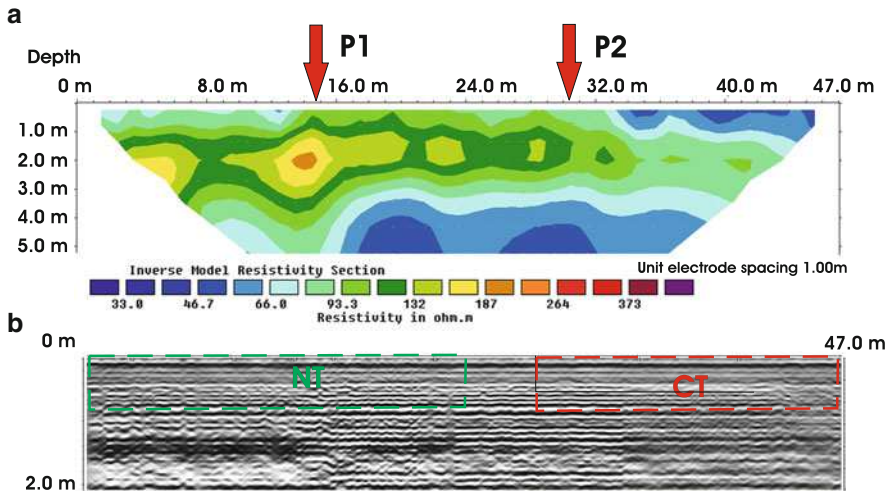 a
P1
P2
Depth
0 m 8.0 m 16.0 m 24.0 m 32.0 m 40.0 m 47.0 m
1.0 m
2.0 m
3.0 m
4.0 m
5.0 m
Inverse Model Resistivity Section
Unit electrode spacing 1.00m
33.0 46.7 66.0 93.3 132 187 264 373
Resistivity in ohm.m
b
0 m 47.0 m
NT
CT
2.0 m